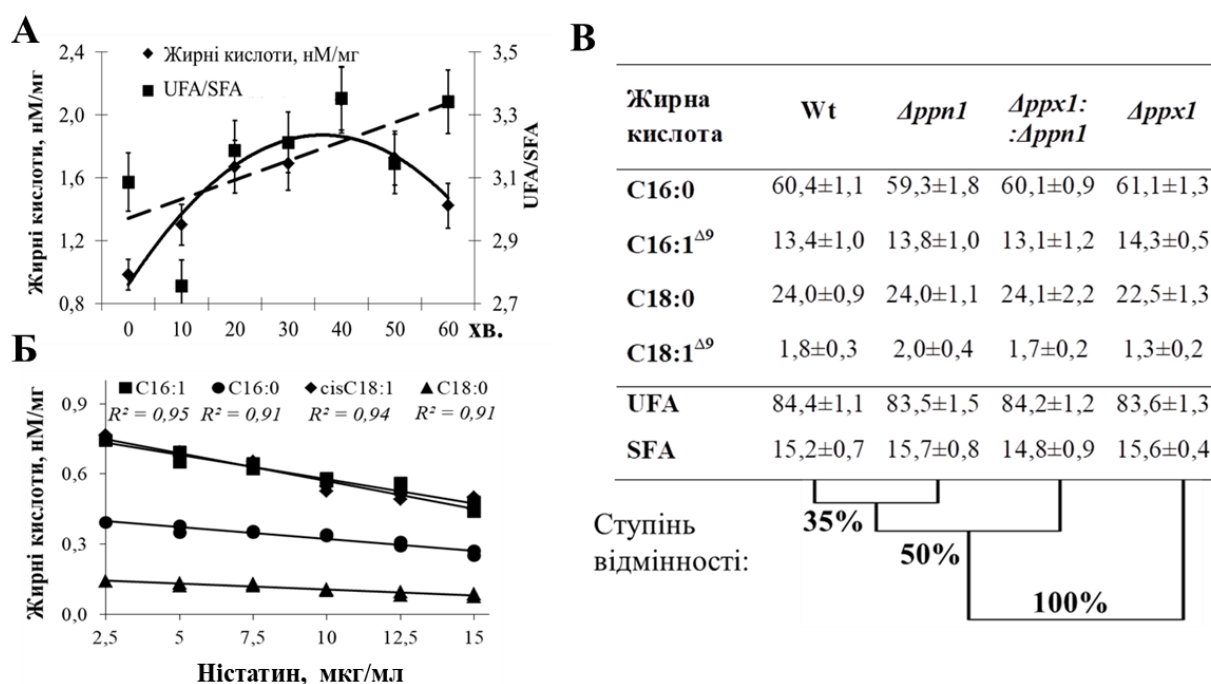 А
Жирні кислоти, нМ/мг
2,4
2,0
1,6
1,2
0,8
Жирні кислоти, нМ/мг
UFA/SFA
3,5
3,3
3,1
2,9
2,7
UFA/SFA
0 10 20 30 40 50 60 хв.
Б
Жирні кислоти, нМ/мг
0,9
0,6
0,3
0,0
C16:1 C16:0 cisC18:1 C18:0
R² = 0,95 R² = 0,91 R² = 0,94 R² = 0,91
2,5 5 7,5 10 12,5 15
Ністатин, мкг/мл
В
Жирна кислота Wt Δppn1 Δppx1: :Δppn1 Δppx1
C16:0 60,4±1,1 59,3±1,8 60,1±0,9 61,1±1,3
C16:1^Δ9 13,4±1,0 13,8±1,0 13,1±1,2 14,3±0,5
C18:0 24,0±0,9 24,0±1,1 24,1±2,2 22,5±1,3
C18:1^Δ9 1,8±0,3 2,0±0,4 1,7±0,2 1,3±0,2
UFA 84,4±1,1 83,5±1,5 84,2±1,2 83,6±1,3
SFA 15,2±0,7 15,7±0,8 14,8±0,9 15,6±0,4
Ступінь
відмінності:
35%
50%
100%